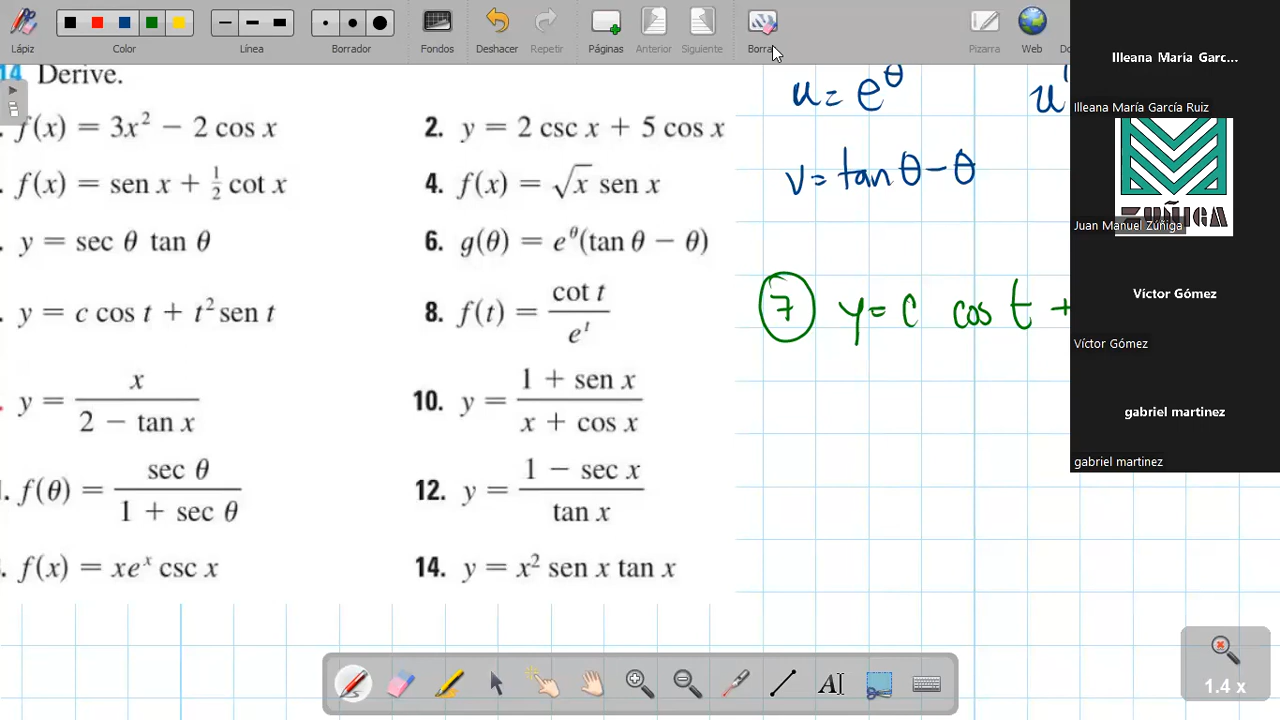 Lápiz Color Línea Borrador Fondos Deshacer Repetir Páginas Anterior Siguiente Borrar Pizarra Web
14 Derive.
f(x) = 3x² − 2 cos x
2. y = 2 csc x + 5 cos x
f(x) = sen x + ½ cot x
4. f(x) = √x sen x
y = sec θ tan θ
6. g(θ) = e^θ(tan θ − θ)
y = c cos t + t² sen t
8. f(t) = cot t / e^t
y = x / (2 − tan x)
10. y = (1 + sen x) / (x + cos x)
f(θ) = sec θ / (1 + sec θ)
12. y = (1 − sec x) / tan x
f(x) = xe^x csc x
14. y = x² sen x tan x
u = e^θ u'
v = tan θ − θ
7 y = c cos t +
Illeana María Garc...
Illeana María García Ruiz
ZÚÑIGA
Juan Manuel Zúñiga
Víctor Gómez
Víctor Gómez
gabriel martinez
gabriel martinez
1.4 x